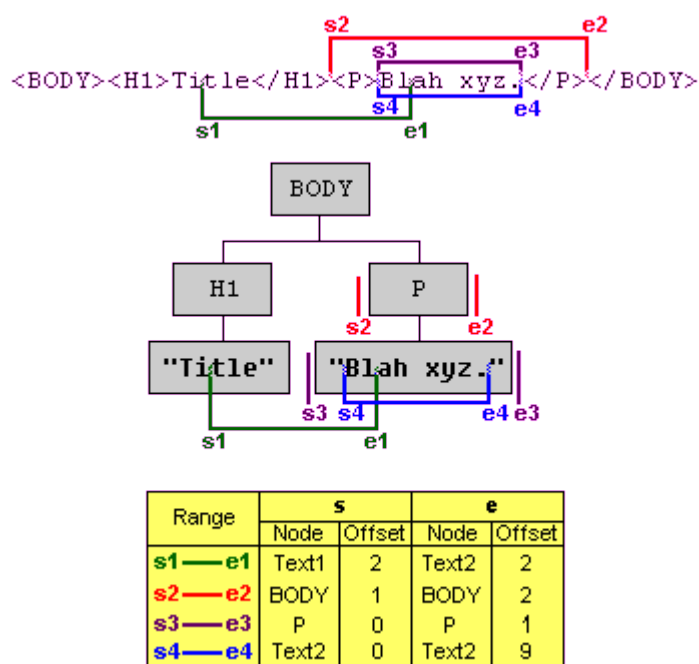 s2 e2
s3 e3
<BODY><H1>Title</H1><P>Blah xyz.</P></BODY>
s4 e4
s1 e1
BODY
H1 P
s2 e2
"Title" "Blah xyz."
s3 s4 e4 e3
s1 e1
Range s e
Node Offset Node Offset
s1 e1 Text1 2 Text2 2
s2 e2 BODY 1 BODY 2
s3 e3 P 0 P 1
s4 e4 Text2 0 Text2 9